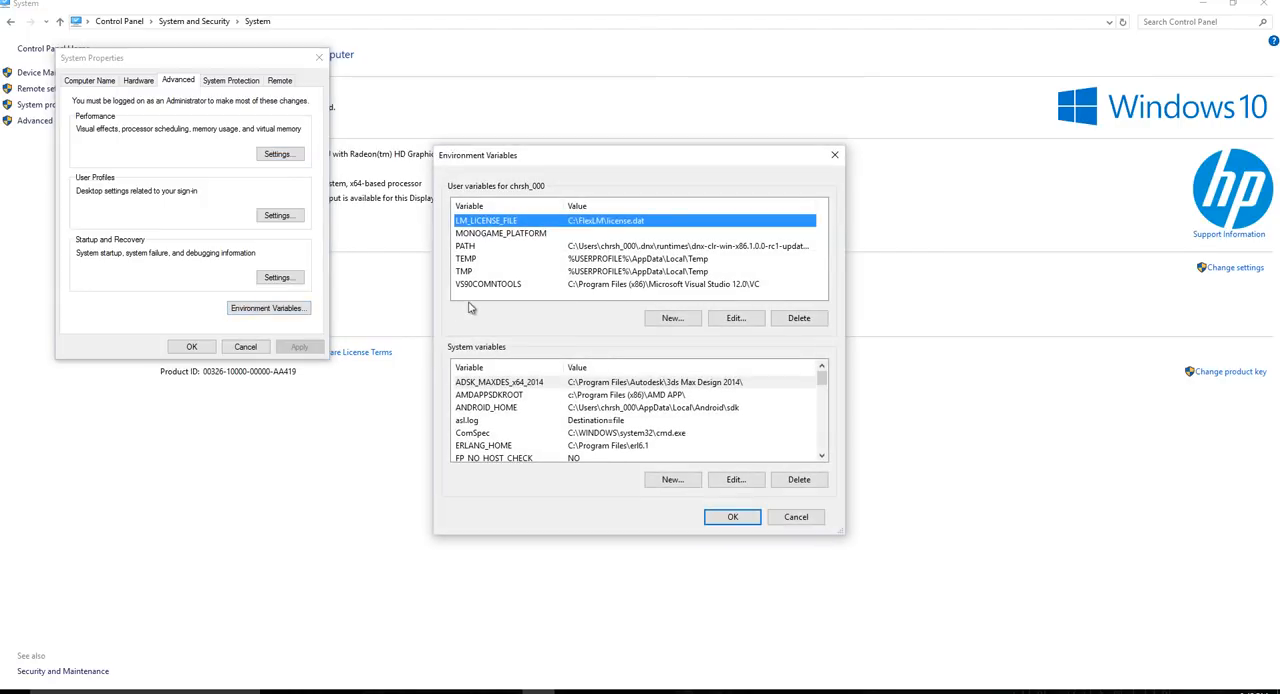 System
Control Panel > System and Security > System
Search Control Panel
Control Panel Home
Device Ma
Remote set
System pro
Advanced
puter
Windows 10
System Properties
Computer Name Hardware Advanced System Protection Remote
You must be logged on as an Administrator to make most of these changes.
Performance
Visual effects, processor scheduling, memory usage, and virtual memory
Settings...
User Profiles
Desktop settings related to your sign-in
Settings...
Startup and Recovery
System startup, system failure, and debugging information
Settings...
Environment Variables...
OK Cancel Apply
d.
U with Radeon(tm) HD Graphic
stem, x64-based processor
nput is available for this Display
are License Terms
Product ID: 00326-10000-00000-AA419
Environment Variables
User variables for chrsh_000
Variable Value
LM_LICENSE_FILE C:\FlexLM\license.dat
MONOGAME_PLATFORM
PATH C:\Users\chrsh_000\.dnx\runtimes\dnx-clr-win-x86.1.0.0-rc1-updat...
TEMP %USERPROFILE%\AppData\Local\Temp
TMP %USERPROFILE%\AppData\Local\Temp
VS90COMNTOOLS C:\Program Files (x86)\Microsoft Visual Studio 12.0\VC
New... Edit... Delete
System variables
Variable Value
ADSK_MAXDES_x64_2014 C:\Program Files\Autodesk\3ds Max Design 2014\
AMDAPPSDKROOT c:\Program Files (x86)\AMD APP\
ANDROID_HOME C:\Users\chrsh_000\AppData\Local\Android\sdk
asl.log Destination=file
ComSpec C:\WINDOWS\system32\cmd.exe
ERLANG_HOME C:\Program Files\erl6.1
FP_NO_HOST_CHECK NO
New... Edit... Delete
OK Cancel
hp
Support Information
Change settings
Change product key
See also
Security and Maintenance